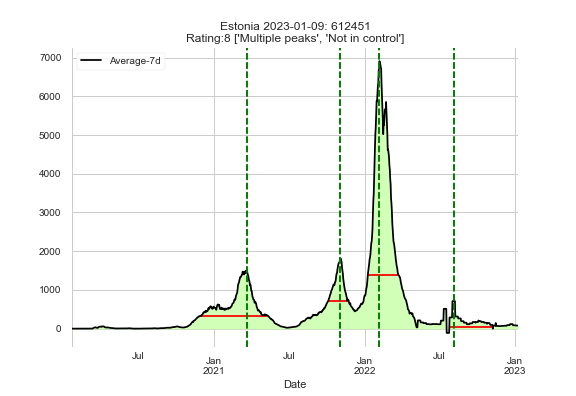 Estonia 2023-01-09: 612451
Rating:8 ['Multiple peaks', 'Not in control']
Average-7d
7000
6000
5000
4000
3000
2000
1000
0
Jul Jan Jul Jan Jul Jan
2021 2022 2023
Date